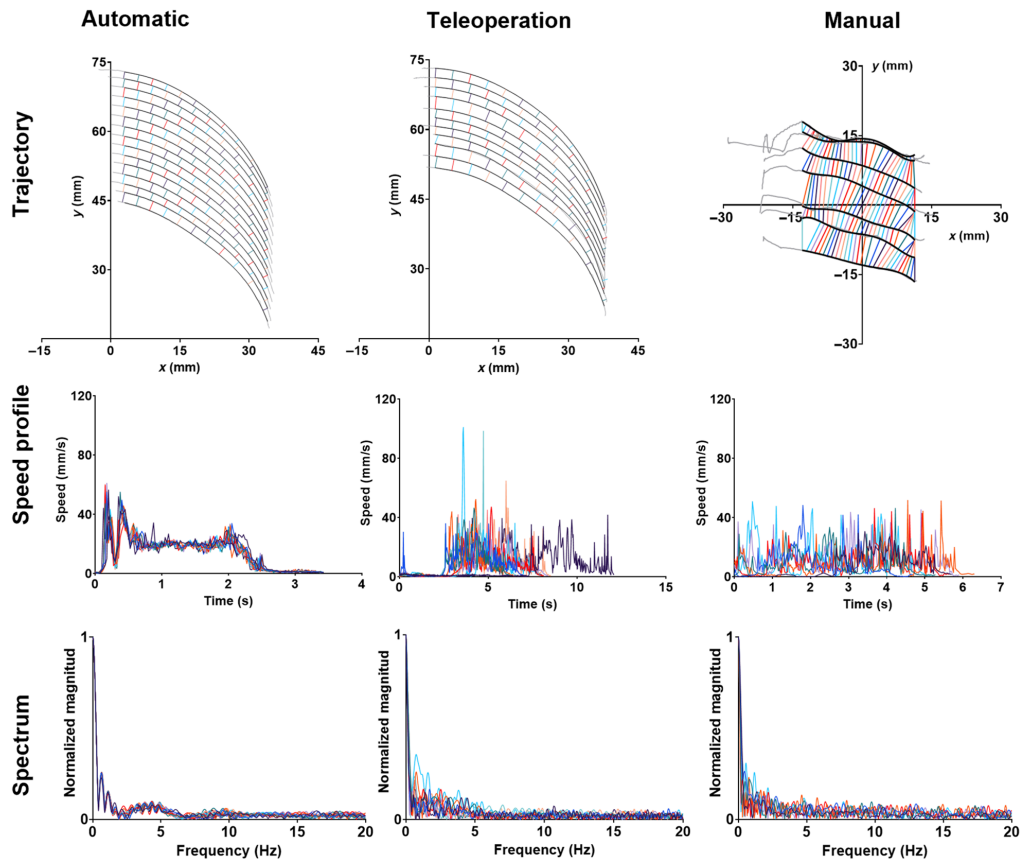 Automatic Teleoperation Manual
Trajectory
75
60
45
30
y (mm)
–15 0 15 30 45
x (mm)
75
60
45
30
y (mm)
–15 0 15 30 45
x (mm)
30
y (mm)
15
–30 –15 15 30
x (mm)
–15
–30
Speed profile
120
80
40
0
Speed (mm/s)
0 1 2 3 4
Time (s)
120
80
40
0
Speed (mm/s)
0 5 10 15
Time (s)
120
80
40
0
Speed (mm/s)
0 1 2 3 4 5 6 7
Time (s)
Spectrum
1
0
Normalized magnitud
0 5 10 15 20
Frequency (Hz)
1
0
Normalized magnitud
0 5 10 15 20
Frequency (Hz)
1
0
Normalized magnitud
0 5 10 15 20
Frequency (Hz)